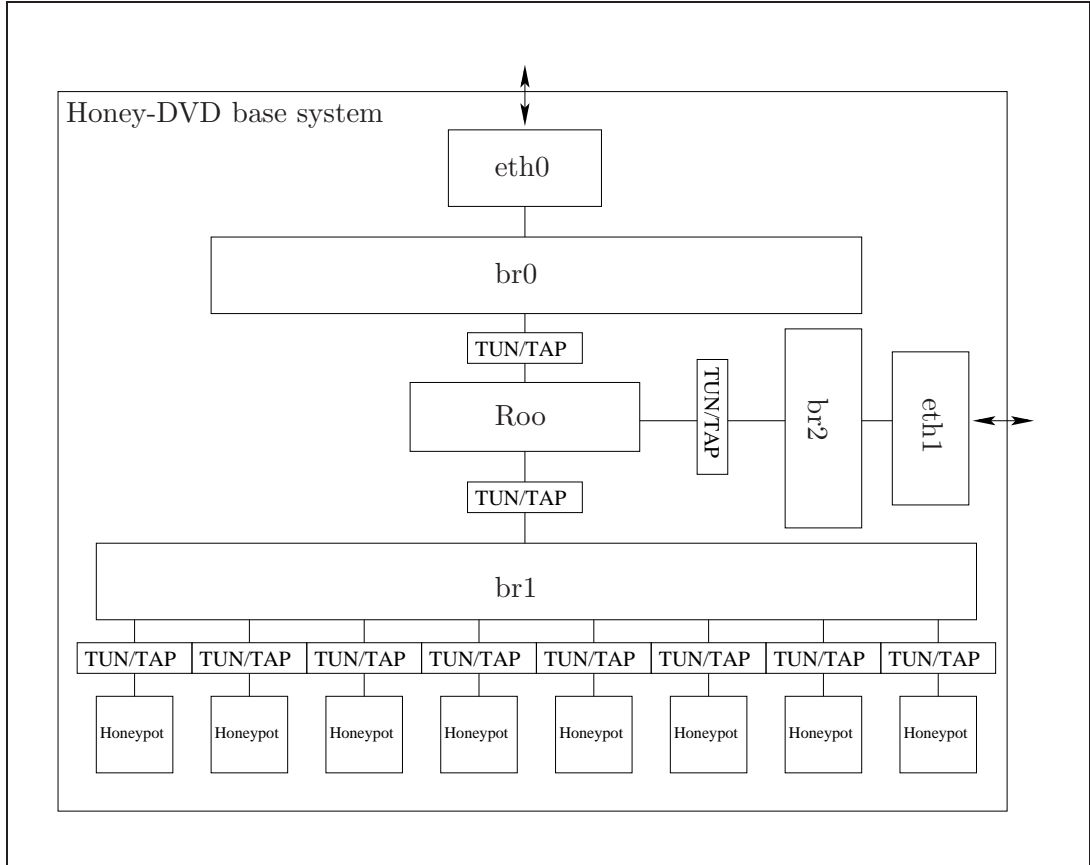 Honey-DVD base system
eth0
br0
TUN/TAP
Roo
TUN/TAP
br2
eth1
TUN/TAP
br1
TUN/TAP TUN/TAP TUN/TAP TUN/TAP TUN/TAP TUN/TAP TUN/TAP TUN/TAP
Honeypot Honeypot Honeypot Honeypot Honeypot Honeypot Honeypot Honeypot